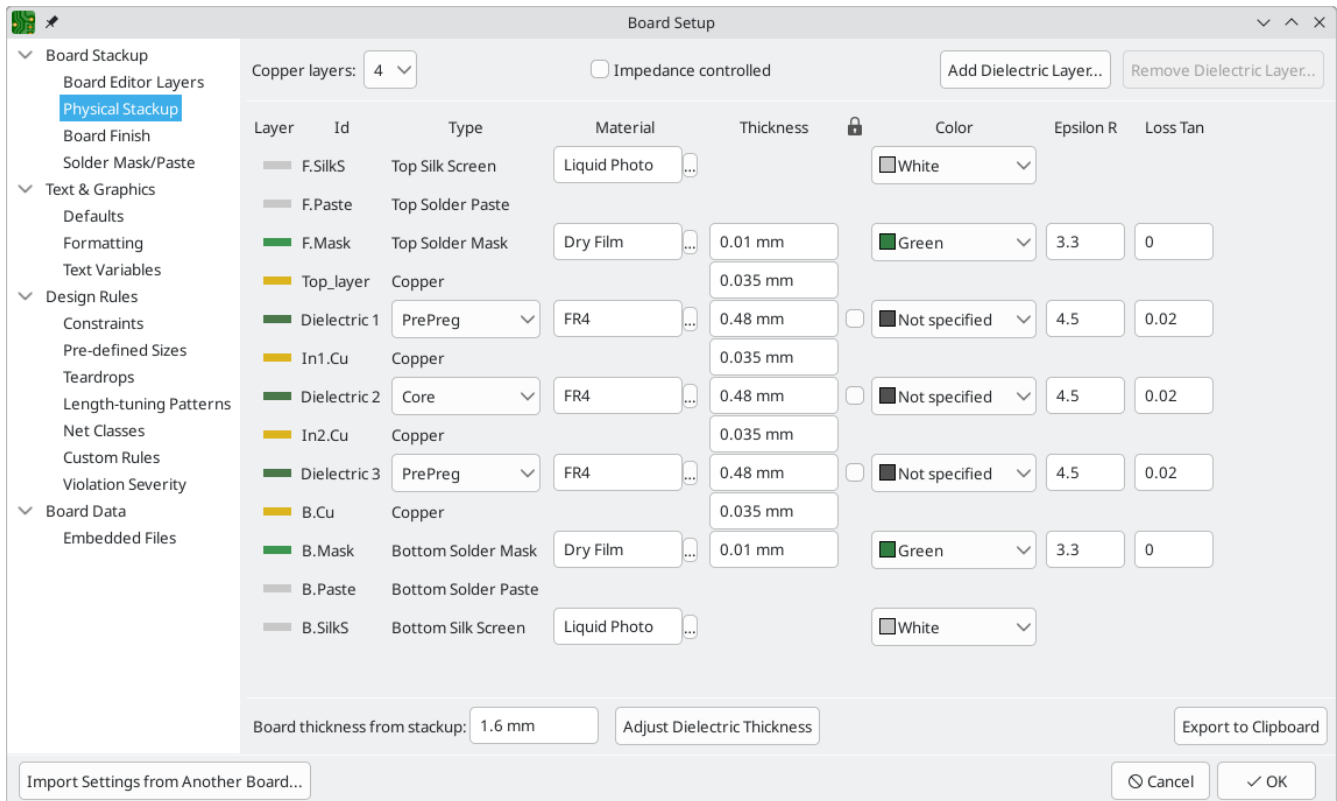 Board Setup
Board Stackup
Board Editor Layers
Physical Stackup
Board Finish
Solder Mask/Paste
Text & Graphics
Defaults
Formatting
Text Variables
Design Rules
Constraints
Pre-defined Sizes
Teardrops
Length-tuning Patterns
Net Classes
Custom Rules
Violation Severity
Board Data
Embedded Files
Copper layers: 4 Impedance controlled Add Dielectric Layer... Remove Dielectric Layer...
Layer Id Type Material Thickness Color Epsilon R Loss Tan
F.SilkS Top Silk Screen Liquid Photo ... White
F.Paste Top Solder Paste
F.Mask Top Solder Mask Dry Film ... 0.01 mm Green 3.3 0
Top_layer Copper 0.035 mm
Dielectric 1 PrePreg FR4 ... 0.48 mm Not specified 4.5 0.02
In1.Cu Copper 0.035 mm
Dielectric 2 Core FR4 ... 0.48 mm Not specified 4.5 0.02
In2.Cu Copper 0.035 mm
Dielectric 3 PrePreg FR4 ... 0.48 mm Not specified 4.5 0.02
B.Cu Copper 0.035 mm
B.Mask Bottom Solder Mask Dry Film ... 0.01 mm Green 3.3 0
B.Paste Bottom Solder Paste
B.SilkS Bottom Silk Screen Liquid Photo ... White
Board thickness from stackup: 1.6 mm Adjust Dielectric Thickness Export to Clipboard
Import Settings from Another Board... Cancel OK